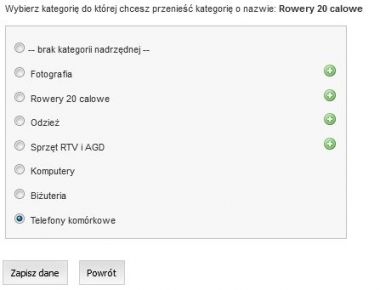 Wybierz kategorię do której chcesz przenieść kategorię o nazwie: Rowery 20 calowe
-- brak kategorii nadrzędnej --
Fotografia
Rowery 20 calowe
Odzież
Sprzęt RTV i AGD
Komputery
Biżuteria
Telefony komórkowe
Zapisz dane Powrót